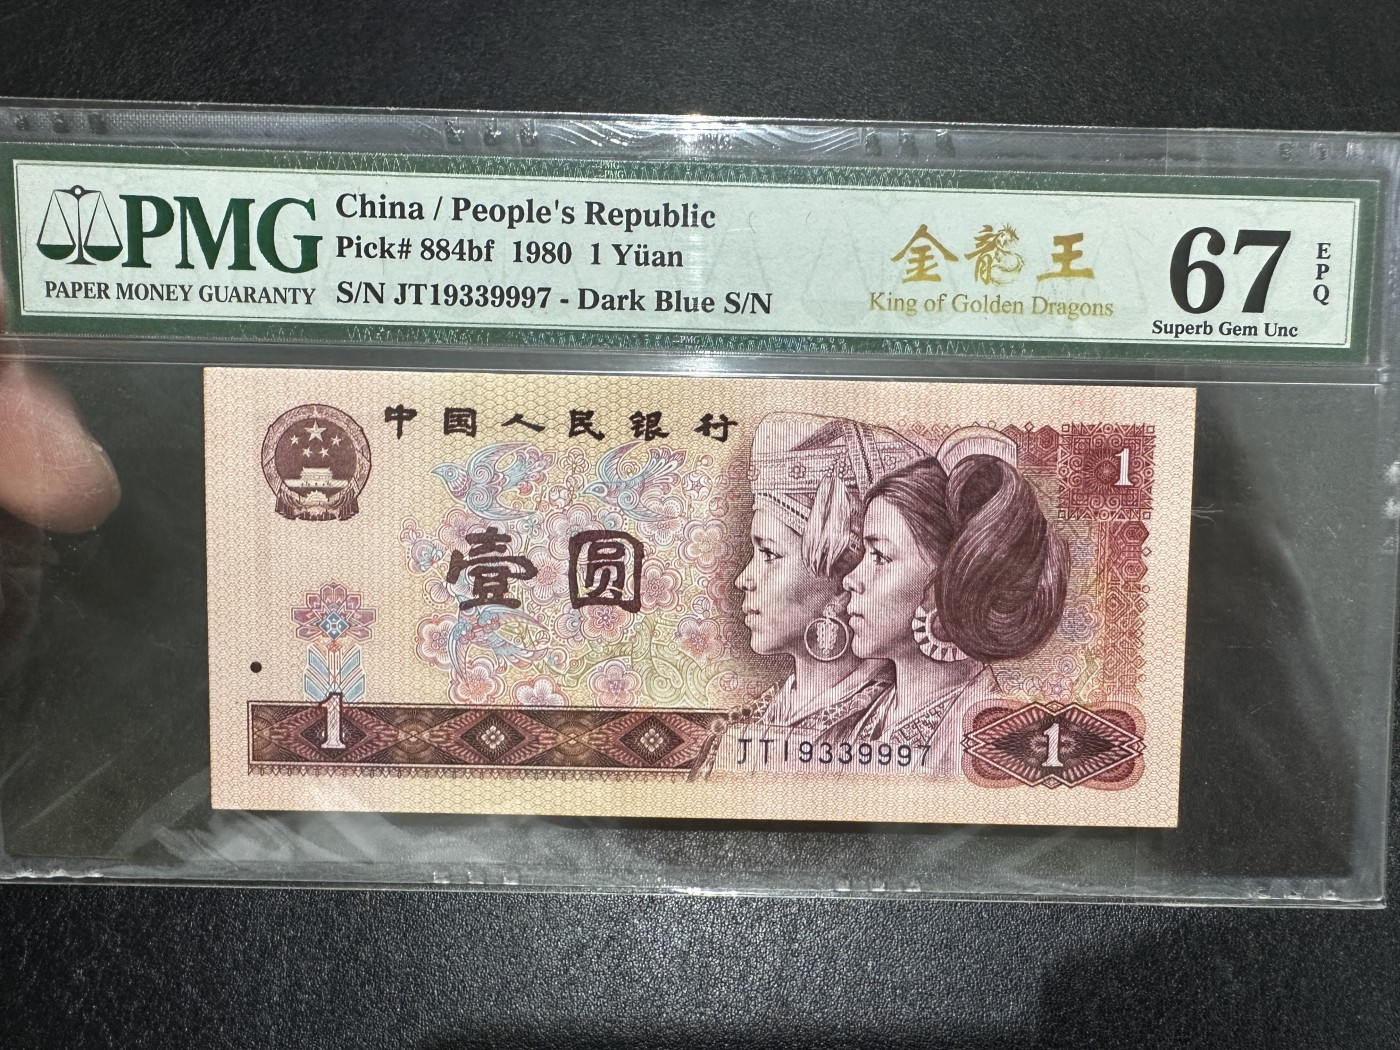 PMG
PAPER MONEY GUARANTY
China / People's Republic
Pick# 884bf 1980 1 Yüan
S/N JT19339997 - Dark Blue S/N
金龍王
King of Golden Dragons
67
EPQ
Superb Gem Unc
中国人民银行
1
壹圆
1
JT19339997
1